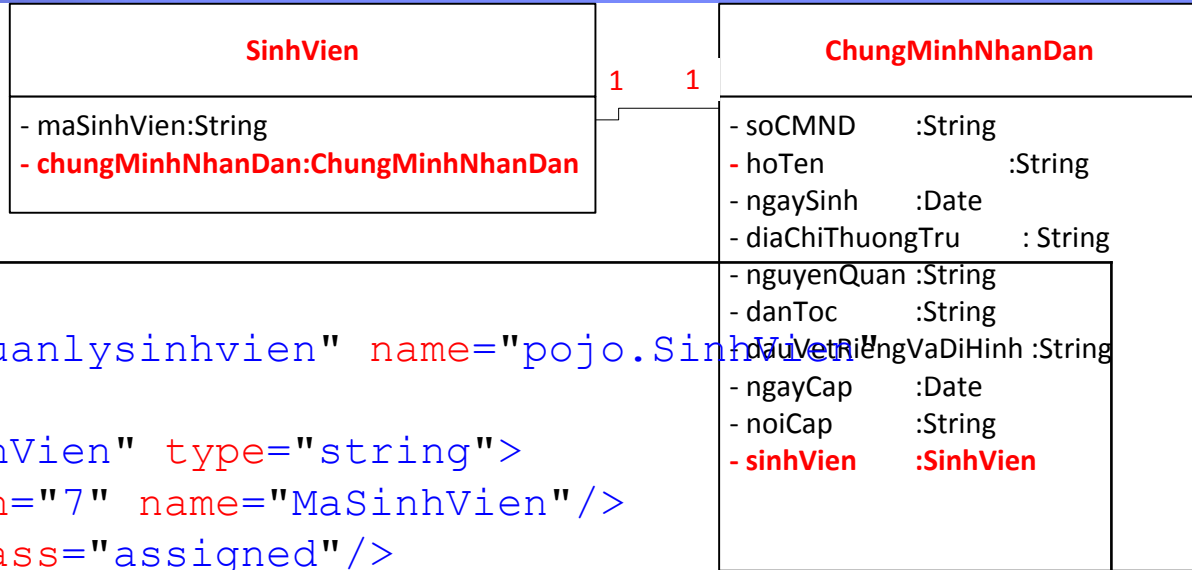 SinhVien
- maSinhVien:String
- chungMinhNhanDan:ChungMinhNhanDan
1 1
ChungMinhNhanDan
- soCMND :String
- hoTen :String
- ngaySinh :Date
- diaChiThuongTru : String
- nguyenQuan :String
- danToc :String
- dauVetRiengVaDiHinh :String
- ngayCap :Date
- noiCap :String
- sinhVien :SinhVien
uanlysinhvien" name="pojo.SinhVien"
hVien" type="string">
h="7" name="MaSinhVien"/>
ass="assigned"/>